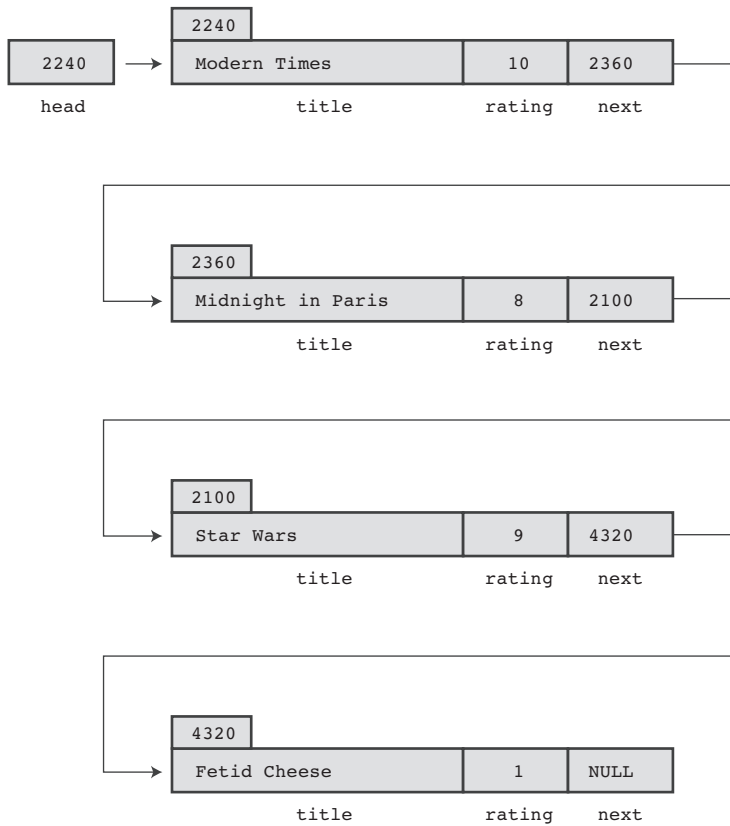 2240
2240 Modern Times 10 2360
head title rating next
2360
Midnight in Paris 8 2100
title rating next
2100
Star Wars 9 4320
title rating next
4320
Fetid Cheese 1 NULL
title rating next